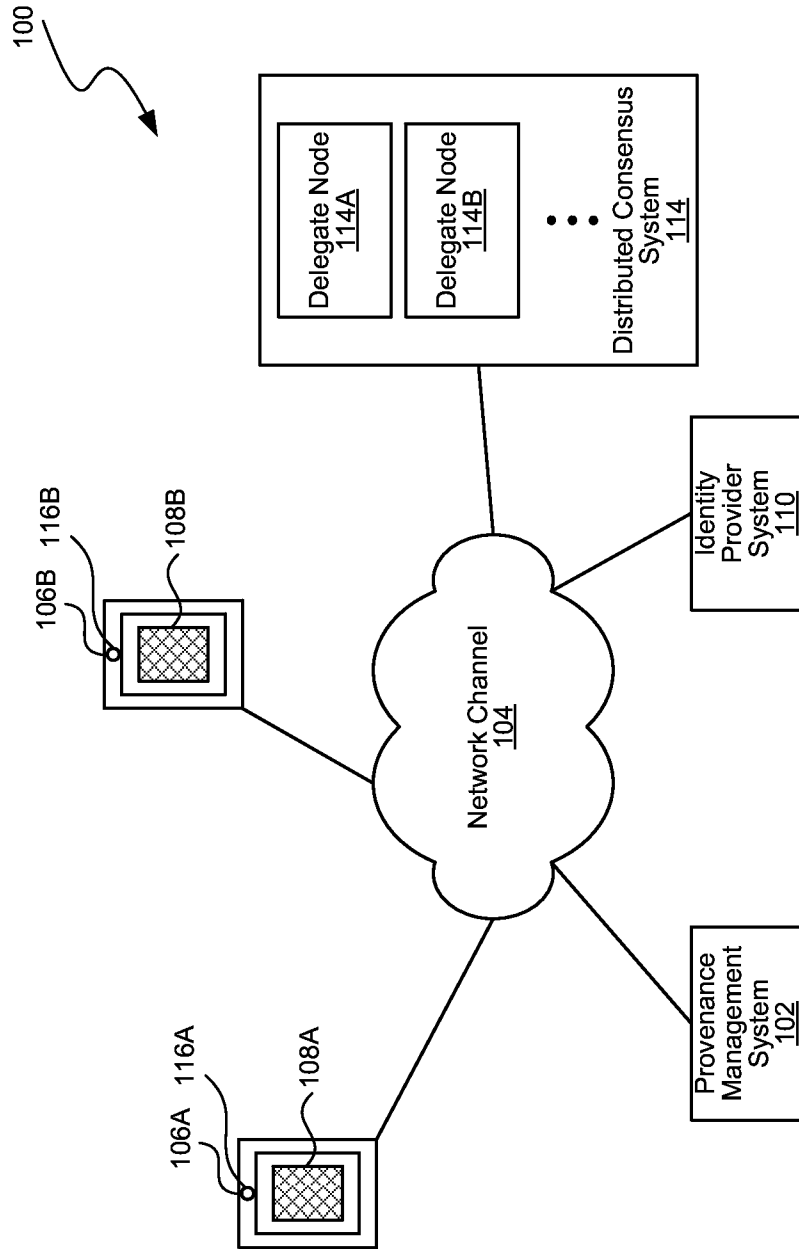 100
106B
116B
108B
106A
116A
108A
Delegate Node
114A
Delegate Node
114B
Distributed Consensus
System
114
Network Channel
104
Provenance
Management
System
102
Identity
Provider
System
110